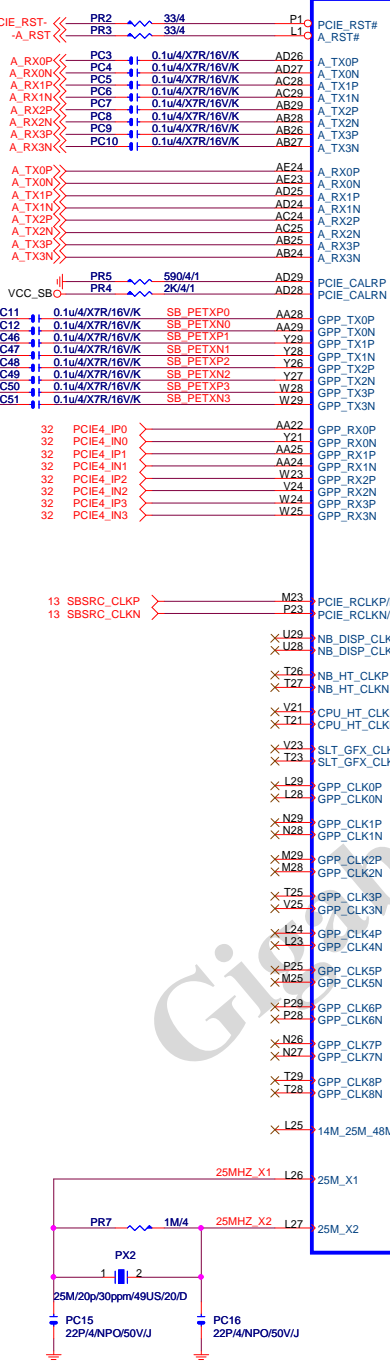 PCIE_RST- PR2 33/4 P1 PCIE_RST#
-A_RST PR3 33/4 L1 A_RST#
A_RX0P PC3 0.1u/4/X7R/16V/K AD26 A_TX0P
A_RX0N PC4 0.1u/4/X7R/16V/K AD27 A_TX0N
A_RX1P PC5 0.1u/4/X7R/16V/K AC28 A_TX1P
A_RX1N PC6 0.1u/4/X7R/16V/K AC29 A_TX1N
A_RX2P PC7 0.1u/4/X7R/16V/K AB29 A_TX2P
A_RX2N PC8 0.1u/4/X7R/16V/K AB28 A_TX2N
A_RX3P PC9 0.1u/4/X7R/16V/K AB26 A_TX3P
A_RX3N PC10 0.1u/4/X7R/16V/K AB27 A_TX3N
A_TX0P AE24 A_RX0P
A_TX0N AE23 A_RX0N
A_TX1P AD25 A_RX1P
A_TX1N AD24 A_RX1N
A_TX2P AC24 A_RX2P
A_TX2N AC25 A_RX2N
A_TX3P AB25 A_RX3P
A_TX3N AB24 A_RX3N
PR5 590/4/1 AD29 PCIE_CALRP
VCC_SB PR4 2K/4/1 AD28 PCIE_CALRN
C11 0.1u/4/X7R/16V/K SB_PETXP0 AA28 GPP_TX0P
C12 0.1u/4/X7R/16V/K SB_PETXN0 AA29 GPP_TX0N
C46 0.1u/4/X7R/16V/K SB_PETXP1 Y29 GPP_TX1P
C47 0.1u/4/X7R/16V/K SB_PETXN1 Y28 GPP_TX1N
C48 0.1u/4/X7R/16V/K SB_PETXP2 Y26 GPP_TX2P
C49 0.1u/4/X7R/16V/K SB_PETXN2 Y27 GPP_TX2N
C50 0.1u/4/X7R/16V/K SB_PETXP3 W28 GPP_TX3P
C51 0.1u/4/X7R/16V/K SB_PETXN3 W29 GPP_TX3N
32 PCIE4_IP0 AA22 GPP_RX0P
32 PCIE4_IN0 Y21 GPP_RX0N
32 PCIE4_IP1 AA25 GPP_RX1P
32 PCIE4_IN1 AA24 GPP_RX1N
32 PCIE4_IP2 W23 GPP_RX2P
32 PCIE4_IN2 V24 GPP_RX2N
32 PCIE4_IP3 W24 GPP_RX3P
32 PCIE4_IN3 W25 GPP_RX3N
13 SBSRC_CLKP M23 PCIE_RCLKP/
13 SBSRC_CLKN P23 PCIE_RCLKN/
U29 NB_DISP_CLK
U28 NB_DISP_CLK
T26 NB_HT_CLKP
T27 NB_HT_CLKN
V21 CPU_HT_CLK
T21 CPU_HT_CLK
V23 SLT_GFX_CLK
T23 SLT_GFX_CLK
L29 GPP_CLK0P
L28 GPP_CLK0N
N29 GPP_CLK1P
N28 GPP_CLK1N
M29 GPP_CLK2P
M28 GPP_CLK2N
T25 GPP_CLK3P
V25 GPP_CLK3N
L24 GPP_CLK4P
L23 GPP_CLK4N
P25 GPP_CLK5P
M25 GPP_CLK5N
P29 GPP_CLK6P
P28 GPP_CLK6N
N26 GPP_CLK7P
N27 GPP_CLK7N
T29 GPP_CLK8P
T28 GPP_CLK8N
L25 14M_25M_48M
25MHZ_X1 L26 25M_X1
PR7 1M/4 25MHZ_X2 L27 25M_X2
PX2
1 2
25M/20p/30ppm/49US/20/D
PC15 PC16
22P/4/NPO/50V/J 22P/4/NPO/50V/J
Gigab